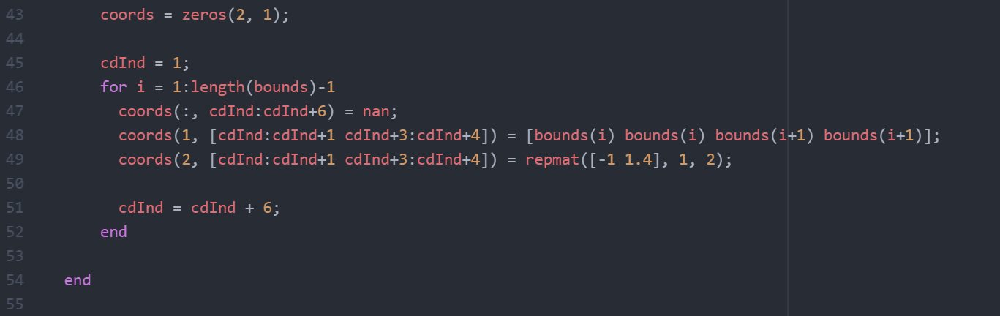 43 coords = zeros(2, 1);
44
45 cdInd = 1;
46 for i = 1:length(bounds)-1
47 coords(:, cdInd:cdInd+6) = nan;
48 coords(1, [cdInd:cdInd+1 cdInd+3:cdInd+4]) = [bounds(i) bounds(i) bounds(i+1) bounds(i+1)];
49 coords(2, [cdInd:cdInd+1 cdInd+3:cdInd+4]) = repmat([-1 1.4], 1, 2);
50
51 cdInd = cdInd + 6;
52 end
53
54 end
55